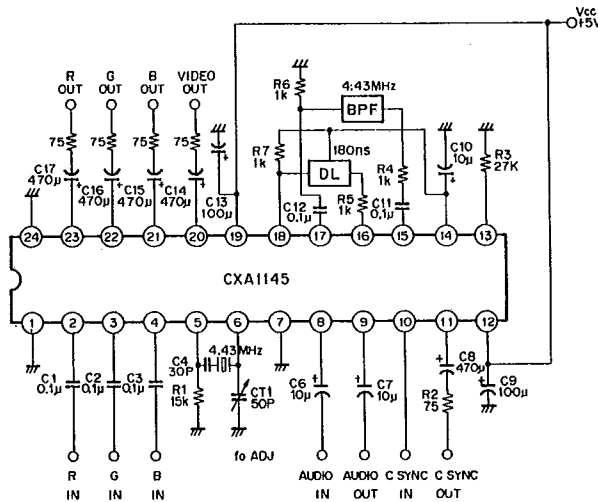 Vcc
+5V
R OUT
G OUT
B OUT
VIDEO OUT
R6 1k
4.43MHz
BPF
75
75
75
75
C17 470μ
C16 470μ
C15 470μ
C14 470μ
C13 100μ
R7 1k
180ns
DL
R4 1k
C10 10μ
R3 27K
R5 1k
C12 0.1μ
C11 0.1μ
24
23
22
21
20
19
18
17
16
15
14
13
CXA1145
1
2
3
4
5
6
7
8
9
10
11
12
C1 0.1μ
C2 0.1μ
C3 0.1μ
C4 30P
4.43MHz
R1 15k
CT1 50P
C6 10μ
C7 10μ
C8 470μ
R2 75
C9 100μ
fo ADJ
R IN
G IN
B IN
AUDIO IN
AUDIO OUT
C SYNC IN
C SYNC OUT